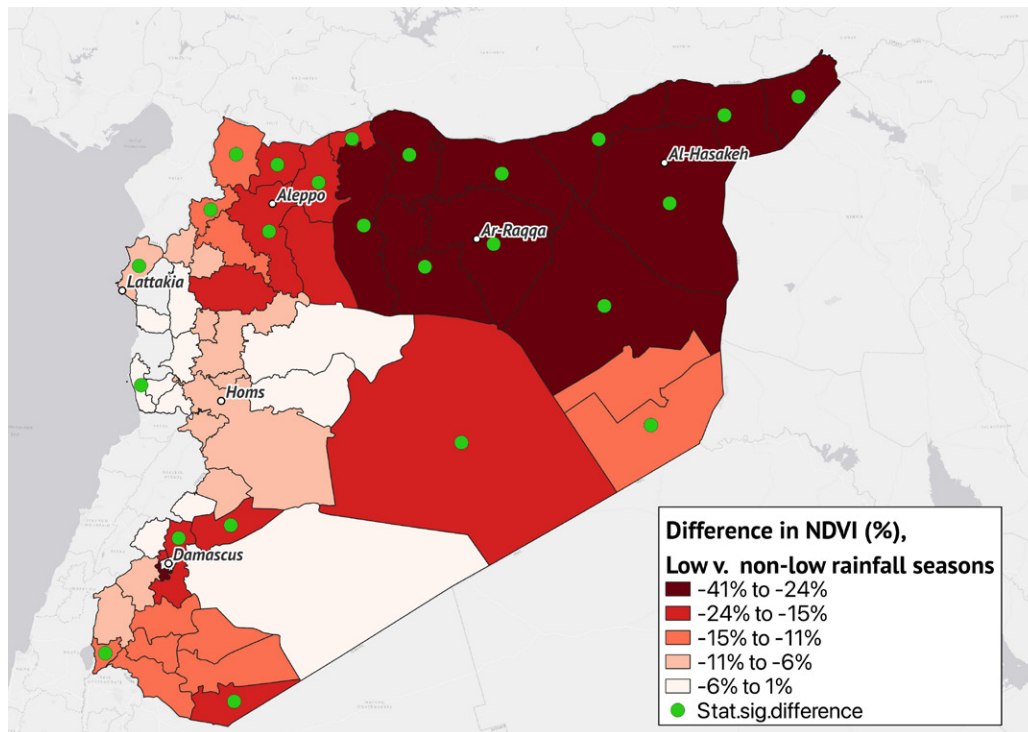 Al-Hasakeh
Aleppo
Ar-Raqqa
Lattakia
Homs
Damascus
Difference in NDVI (%),
Low v. non-low rainfall seasons
-41% to -24%
-24% to -15%
-15% to -11%
-11% to -6%
-6% to 1%
Stat.sig.difference